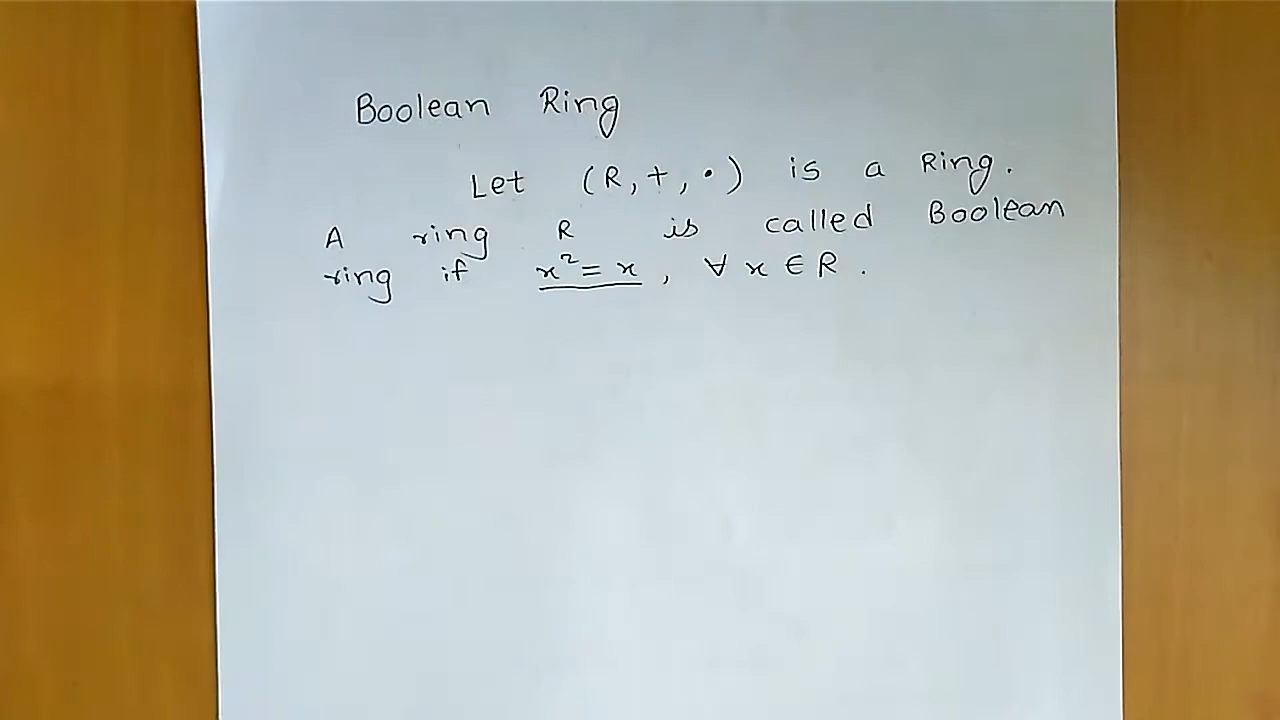 Boolean Ring
Let (R, +, •) is a Ring.
A ring R is called Boolean
ring if x² = x , ∀ x ∈ R .